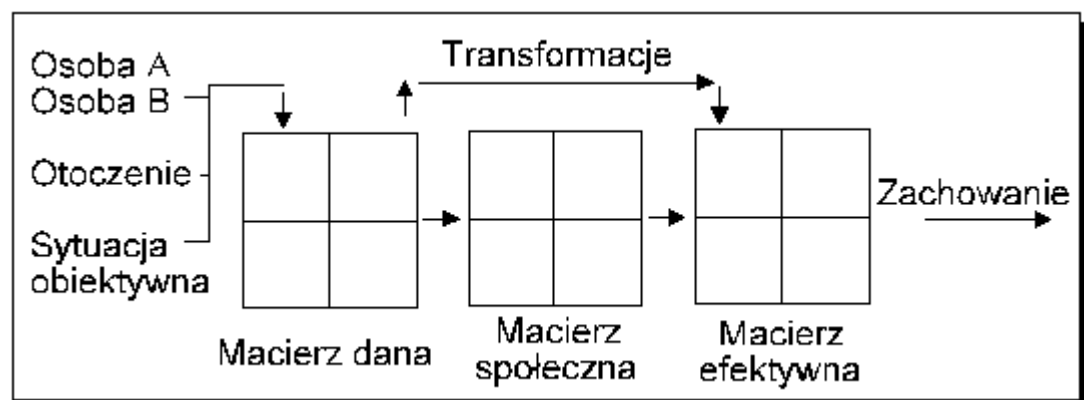 Osoba A
Osoba B
Otoczenie
Sytuacja
obiektywna
Transformacje
Macierz dana
Macierz
społeczna
Macierz
efektywna
Zachowanie